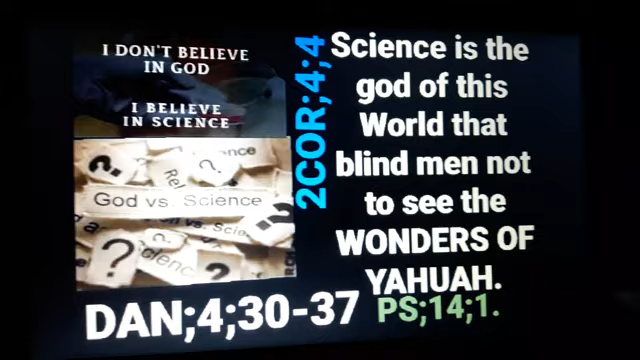 I DON'T BELIEVE
IN GOD
I BELIEVE
IN SCIENCE
God vs. Science
2COR;4;4
Science is the
god of this
World that
blind men not
to see the
WONDERS OF
YAHUAH.
DAN;4;30-37
PS;14;1.